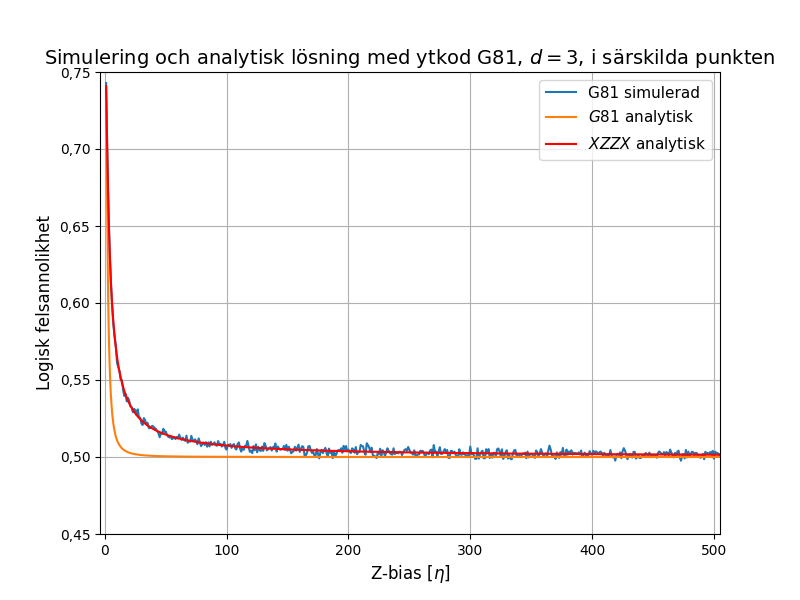 Simulering och analytisk lösning med ytkod G81, d = 3, i särskilda punkten
0,75
0,70
0,65
0,60
0,55
0,50
0,45
Logisk felsannolikhet
G81 simulerad
G81 analytisk
XZZX analytisk
0 100 200 300 400 500
Z-bias [η]